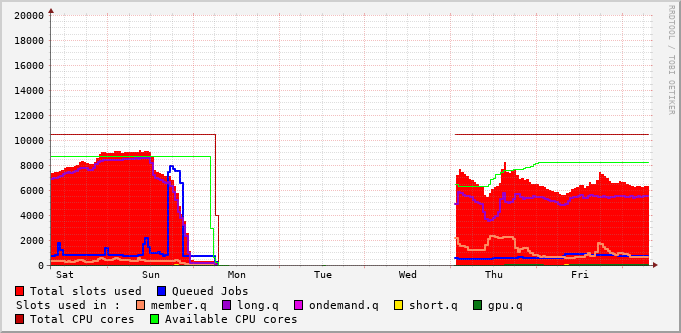 20000
18000
16000
14000
12000
10000
8000
6000
4000
2000
0
Sat Sun Mon Tue Wed Thu Fri
RRDTOOL / TOBI OETIKER
Total slots used Queued Jobs
Slots used in : member.q long.q ondemand.q short.q gpu.q
Total CPU cores Available CPU cores